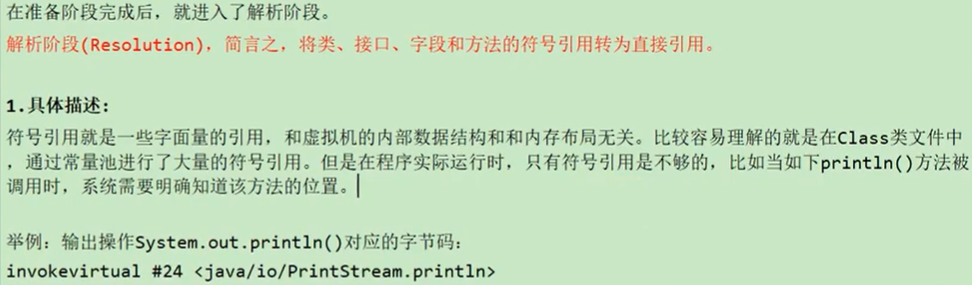 在准备阶段完成后，就进入了解析阶段。
解析阶段(Resolution)，简言之，将类、接口、字段和方法的符号引用转为直接引用。
1.具体描述：
符号引用就是一些字面量的引用，和虚拟机的内部数据结构和和内存布局无关。比较容易理解的就是在Class类文件中
，通过常量池进行了大量的符号引用。但是在程序实际运行时，只有符号引用是不够的，比如当如下println()方法被
调用时，系统需要明确知道该方法的位置。
举例：输出操作System.out.println()对应的字节码：
invokevirtual #24 <java/io/PrintStream.println>